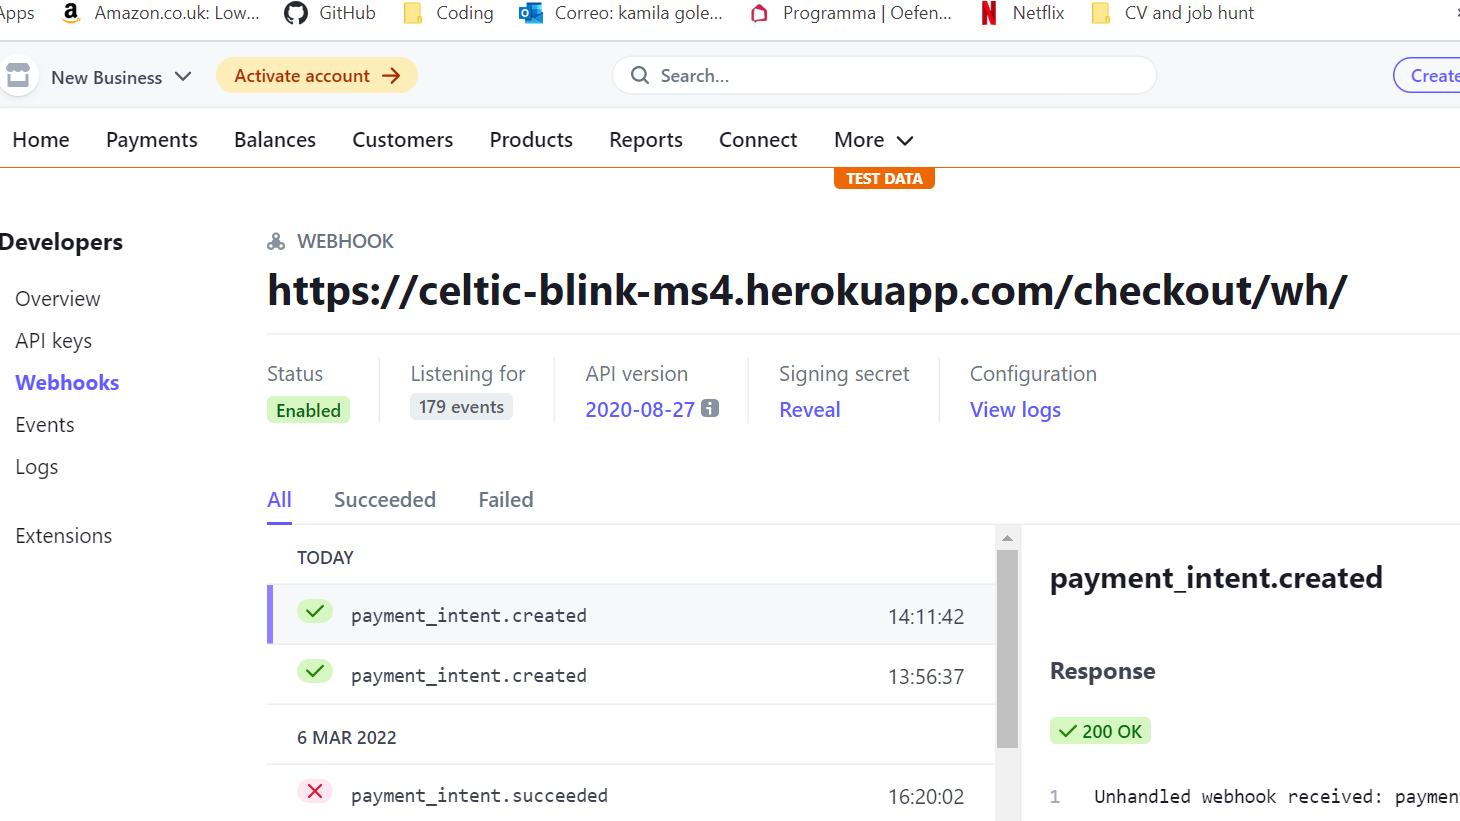 Apps Amazon.co.uk: Low... GitHub Coding Correo: kamila gole... Programma | Oefen... Netflix CV and job hunt
New Business Activate account Search... Create
Home Payments Balances Customers Products Reports Connect More
TEST DATA
Developers
Overview
API keys
Webhooks
Events
Logs
Extensions
WEBHOOK
https://celtic-blink-ms4.herokuapp.com/checkout/wh/
Status Listening for API version Signing secret Configuration
Enabled 179 events 2020-08-27 Reveal View logs
All Succeeded Failed
TODAY
payment_intent.created 14:11:42
payment_intent.created 13:56:37
6 MAR 2022
payment_intent.succeeded 16:20:02
payment_intent.created
Response
200 OK
1 Unhandled webhook received: paymen